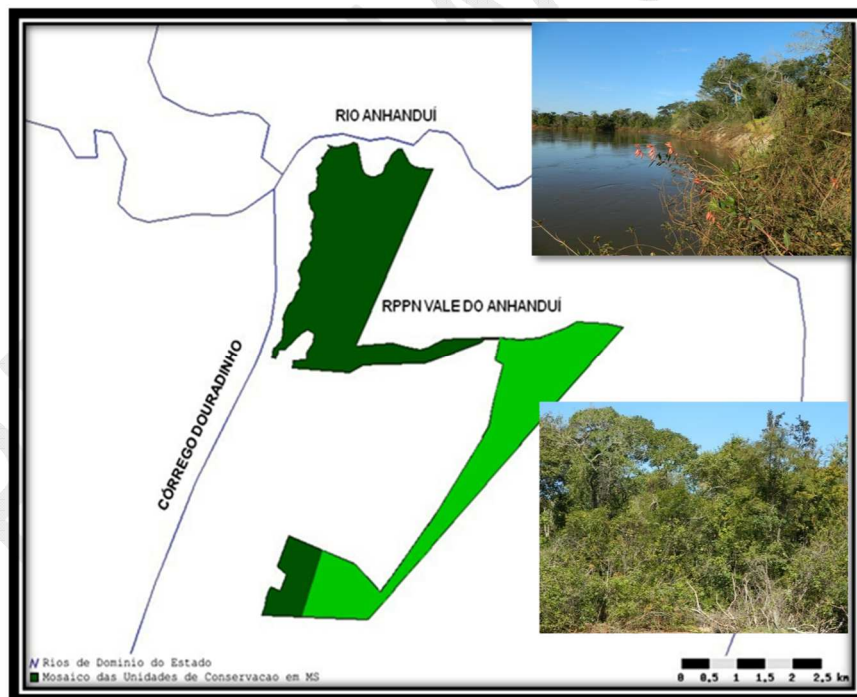 RIO ANHANDUÍ
RPPN VALE DO ANHANDUÍ
CÓRREGO DOURADINHO
N Rios de Domínio do Estado
Mosaico das Unidades de Conservacao em MS
0 0,5 1 1,5 2 2,5 km